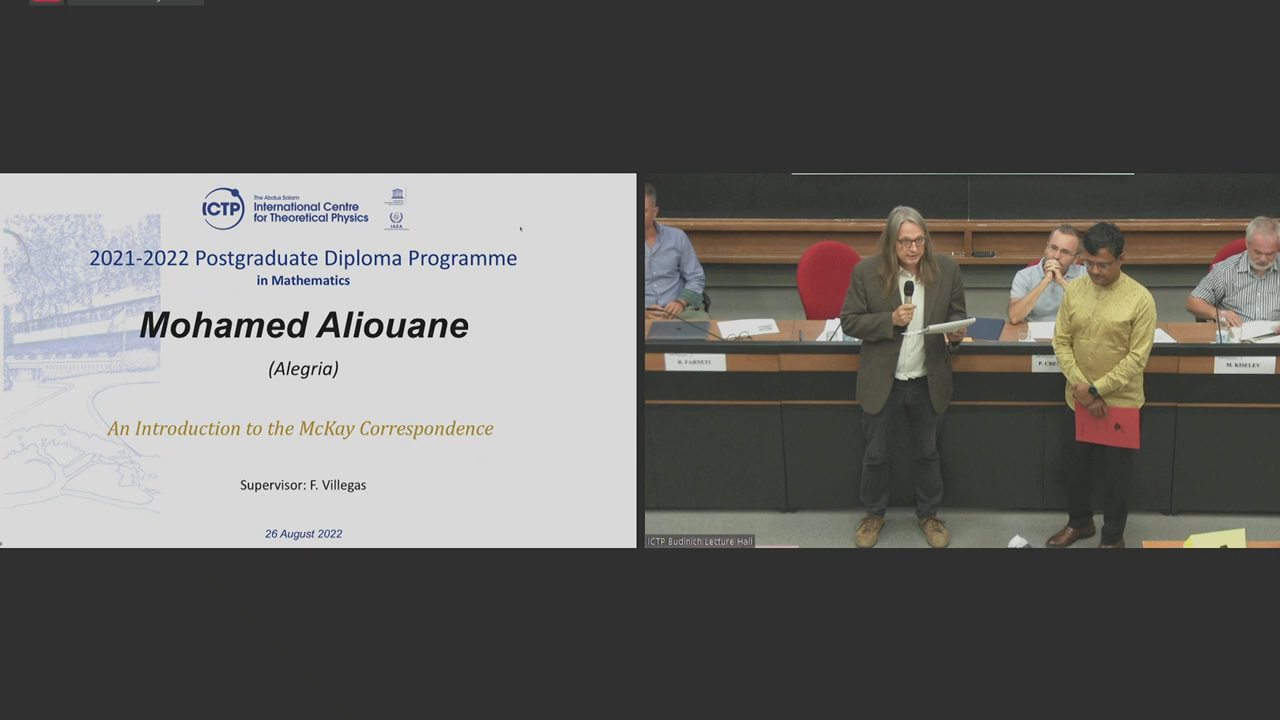 ICTP
The Abdus Salam
International Centre
for Theoretical Physics
IAEA
2021-2022 Postgraduate Diploma Programme
in Mathematics
Mohamed Aliouane
(Alegria)
An Introduction to the McKay Correspondence
Supervisor: F. Villegas
26 August 2022
R. FARNETI
M. KISELEV
ICTP Budinich Lecture Hall